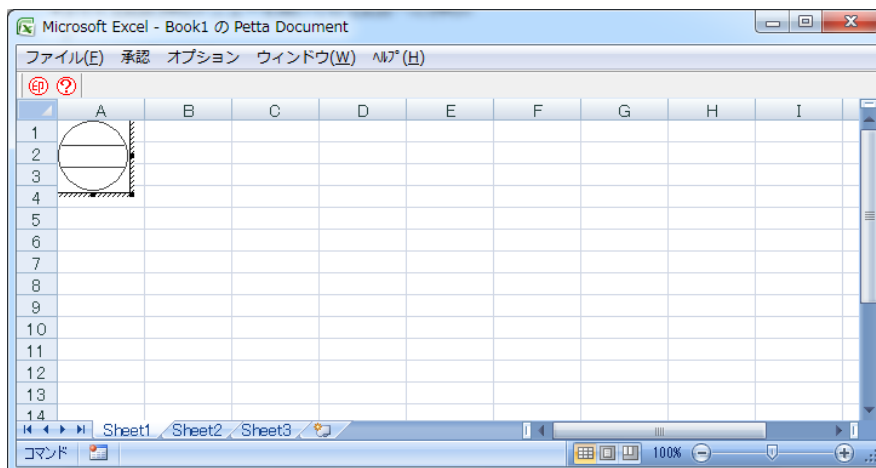 Microsoft Excel - Book1 の Petta Document
ファイル(F) 承認 オプション ウィンドウ(W) ﾍﾙﾌﾟ(H)
印 ?
A B C D E F G H I
1
2
3
4
5
6
7
8
9
10
11
12
13
14
Sheet1 Sheet2 Sheet3
コマンド 100%